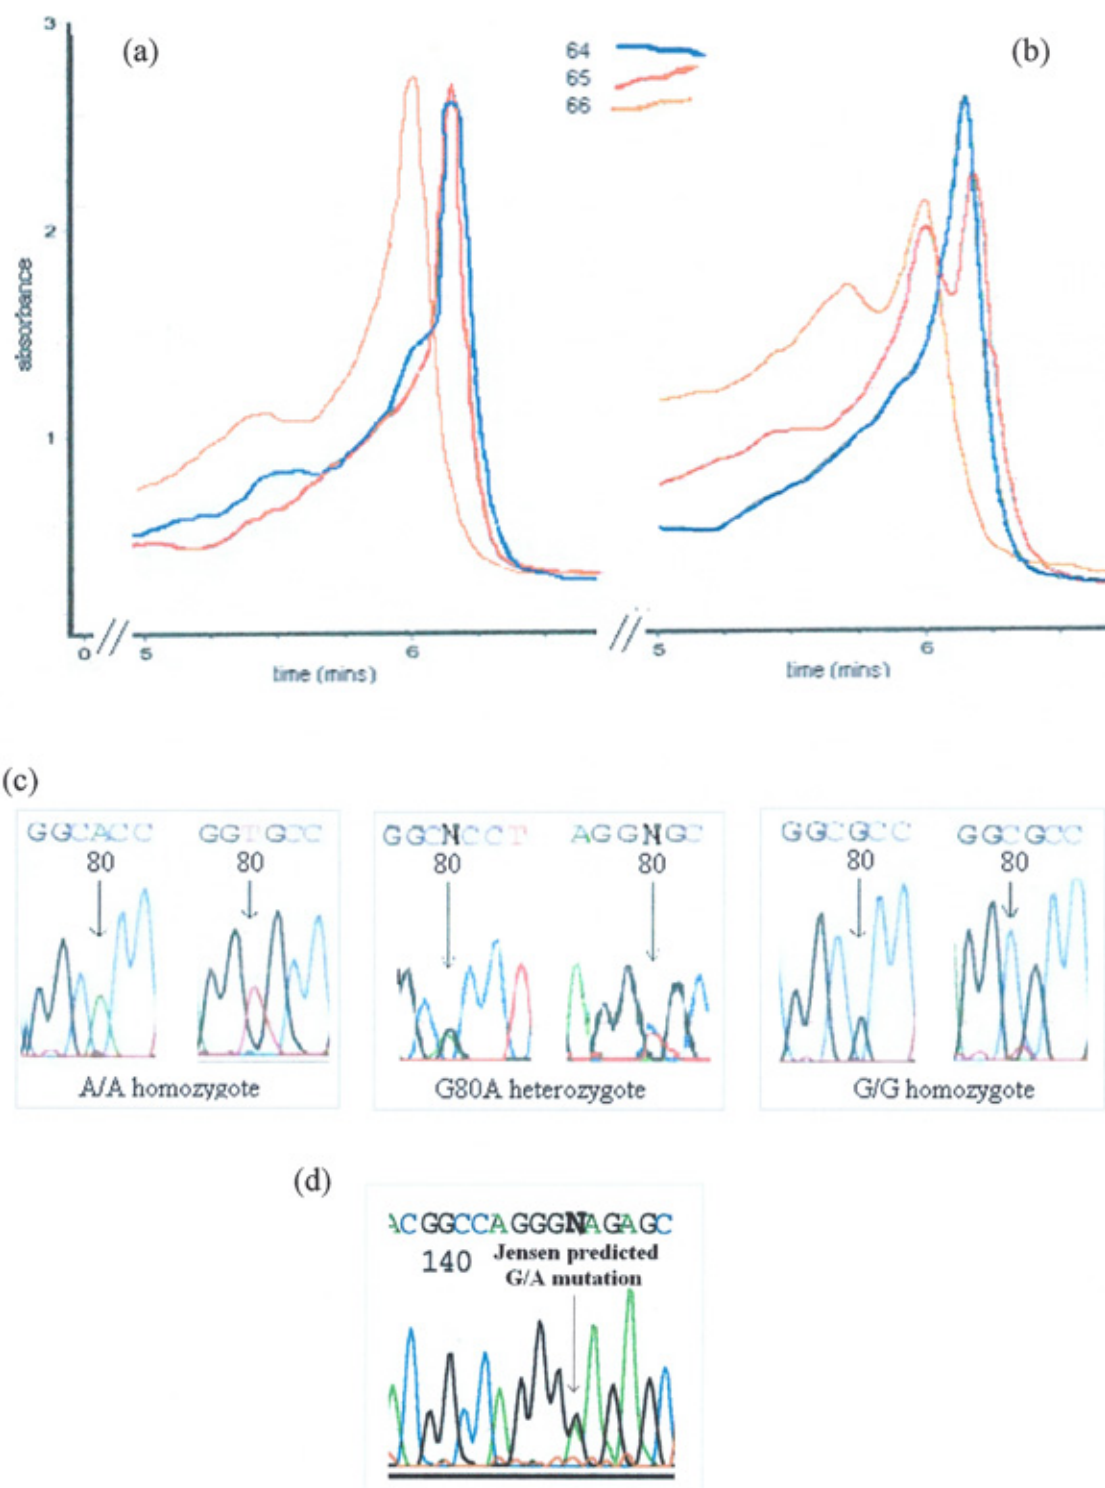 3
(a)
64
65
66
(b)
2
absorbance
1
0
5
6
time (mins)
5
6
time (mins)
(c)
GGCACC
80
GGTGCC
80
A/A homozygote
GGCNCCT
80
AGGNGC
80
G80A heterozygote
GGCGCC
80
GGCGCC
80
G/G homozygote
(d)
ACGGCCAGGGNAGAGC
140
Jensen predicted
G/A mutation